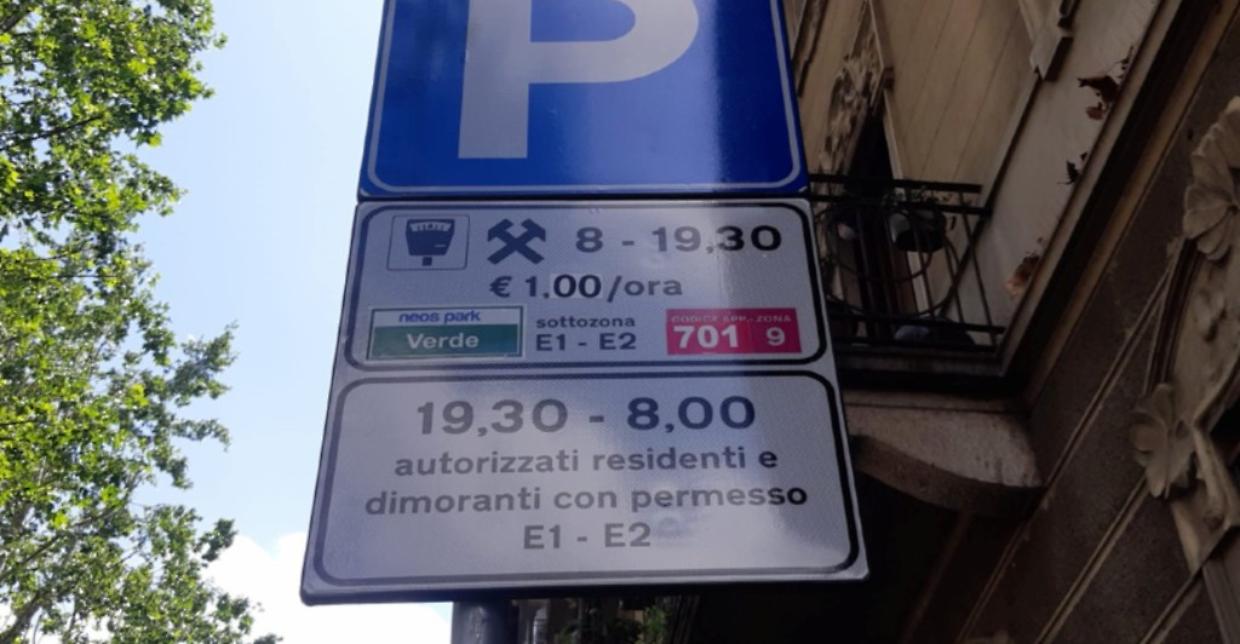 P
8 - 19,30
€ 1,00/ora
neos park
Verde
sottozona
E1 - E2
CODICE APP.- ZONA
701 9
19,30 - 8,00
autorizzati residenti e
dimoranti con permesso
E1 - E2